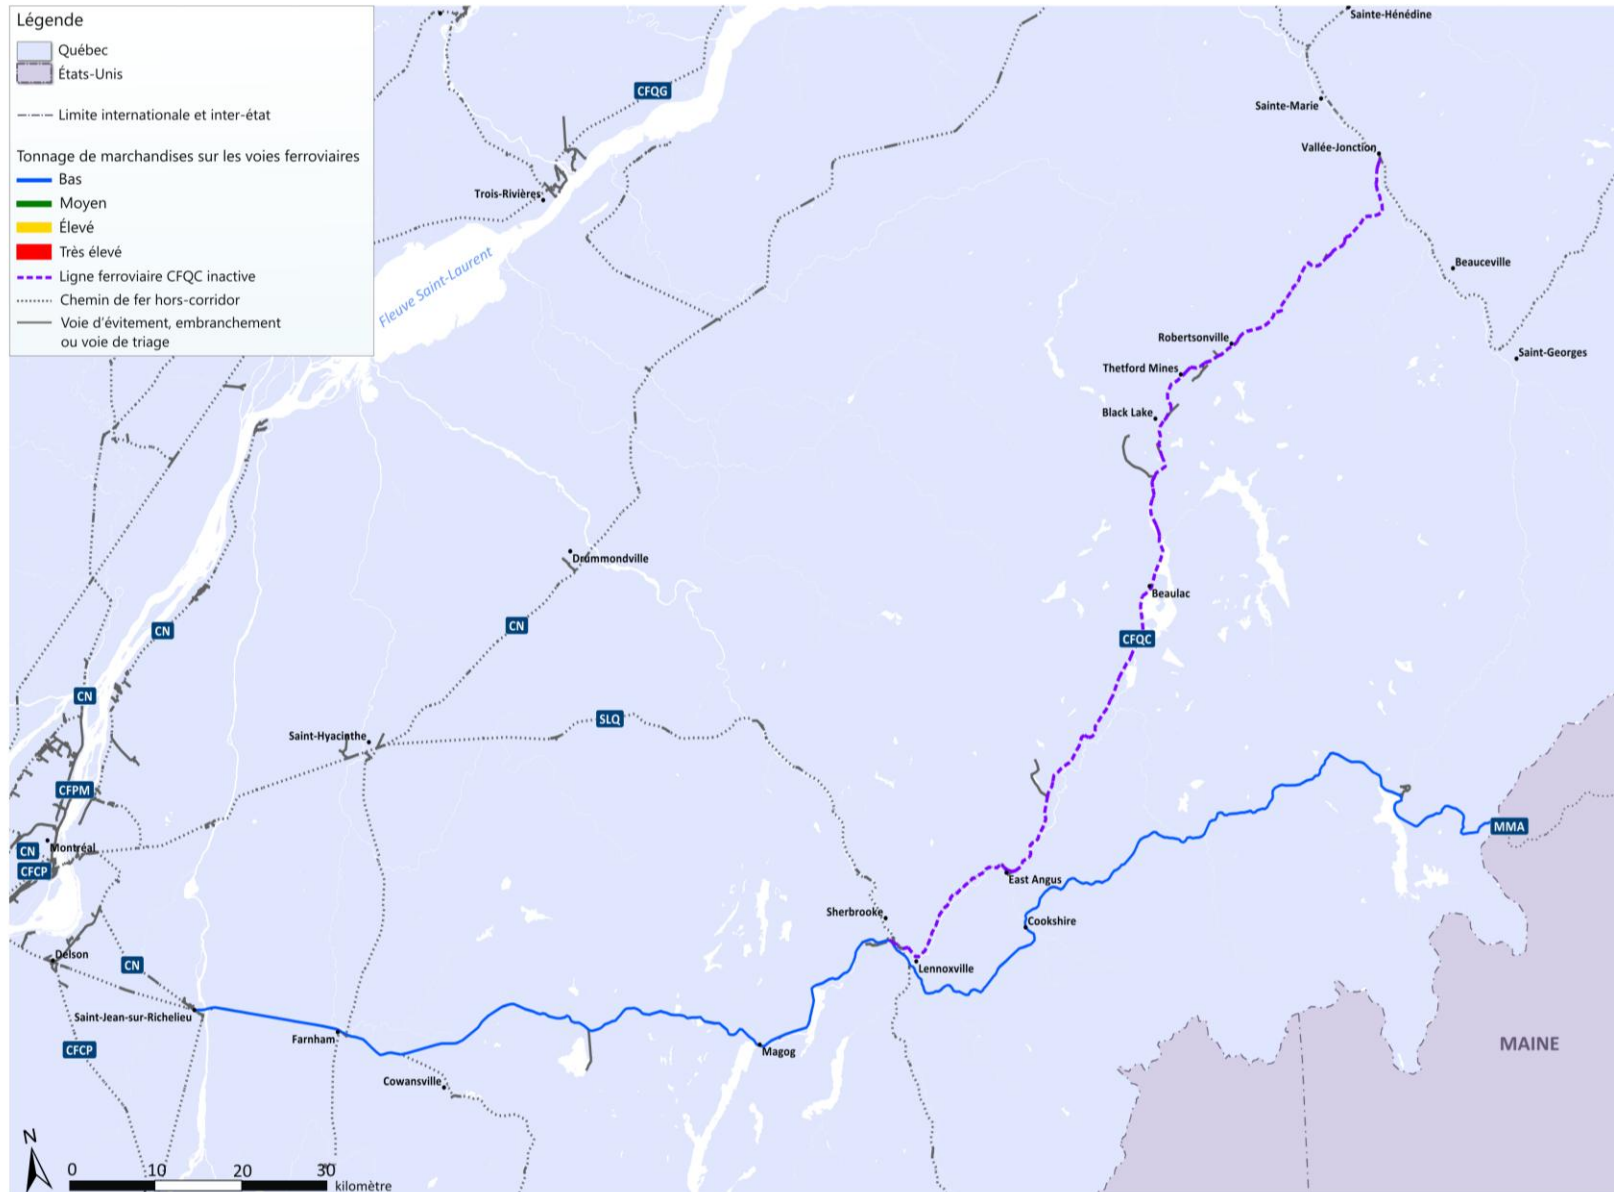 Légende
Québec
États-Unis
Limite internationale et inter-état
Tonnage de marchandises sur les voies ferroviaires
Bas
Moyen
Élevé
Très élevé
Ligne ferroviaire CFQC inactive
Chemin de fer hors-corridor
Voie d'évitement, embranchement
ou voie de triage
Sainte-Hénédine
CFQG
Sainte-Marie
Vallée-Jonction
Trois-Rivières
Fleuve Saint-Laurent
Beauceville
Robertsonville
Saint-Georges
Thetford Mines
Black Lake
Drummondville
Beaulac
CN
CN
CFQC
CN
SLQ
Saint-Hyacinthe
CFPM
MMA
Montréal
CN
CFCP
East Angus
Sherbrooke
Cookshire
Delson
CN
Lennoxville
Saint-Jean-sur-Richelieu
Farnham
CFCP
Magog
MAINE
Cowansville
N
0 10 20 30
kilomètre